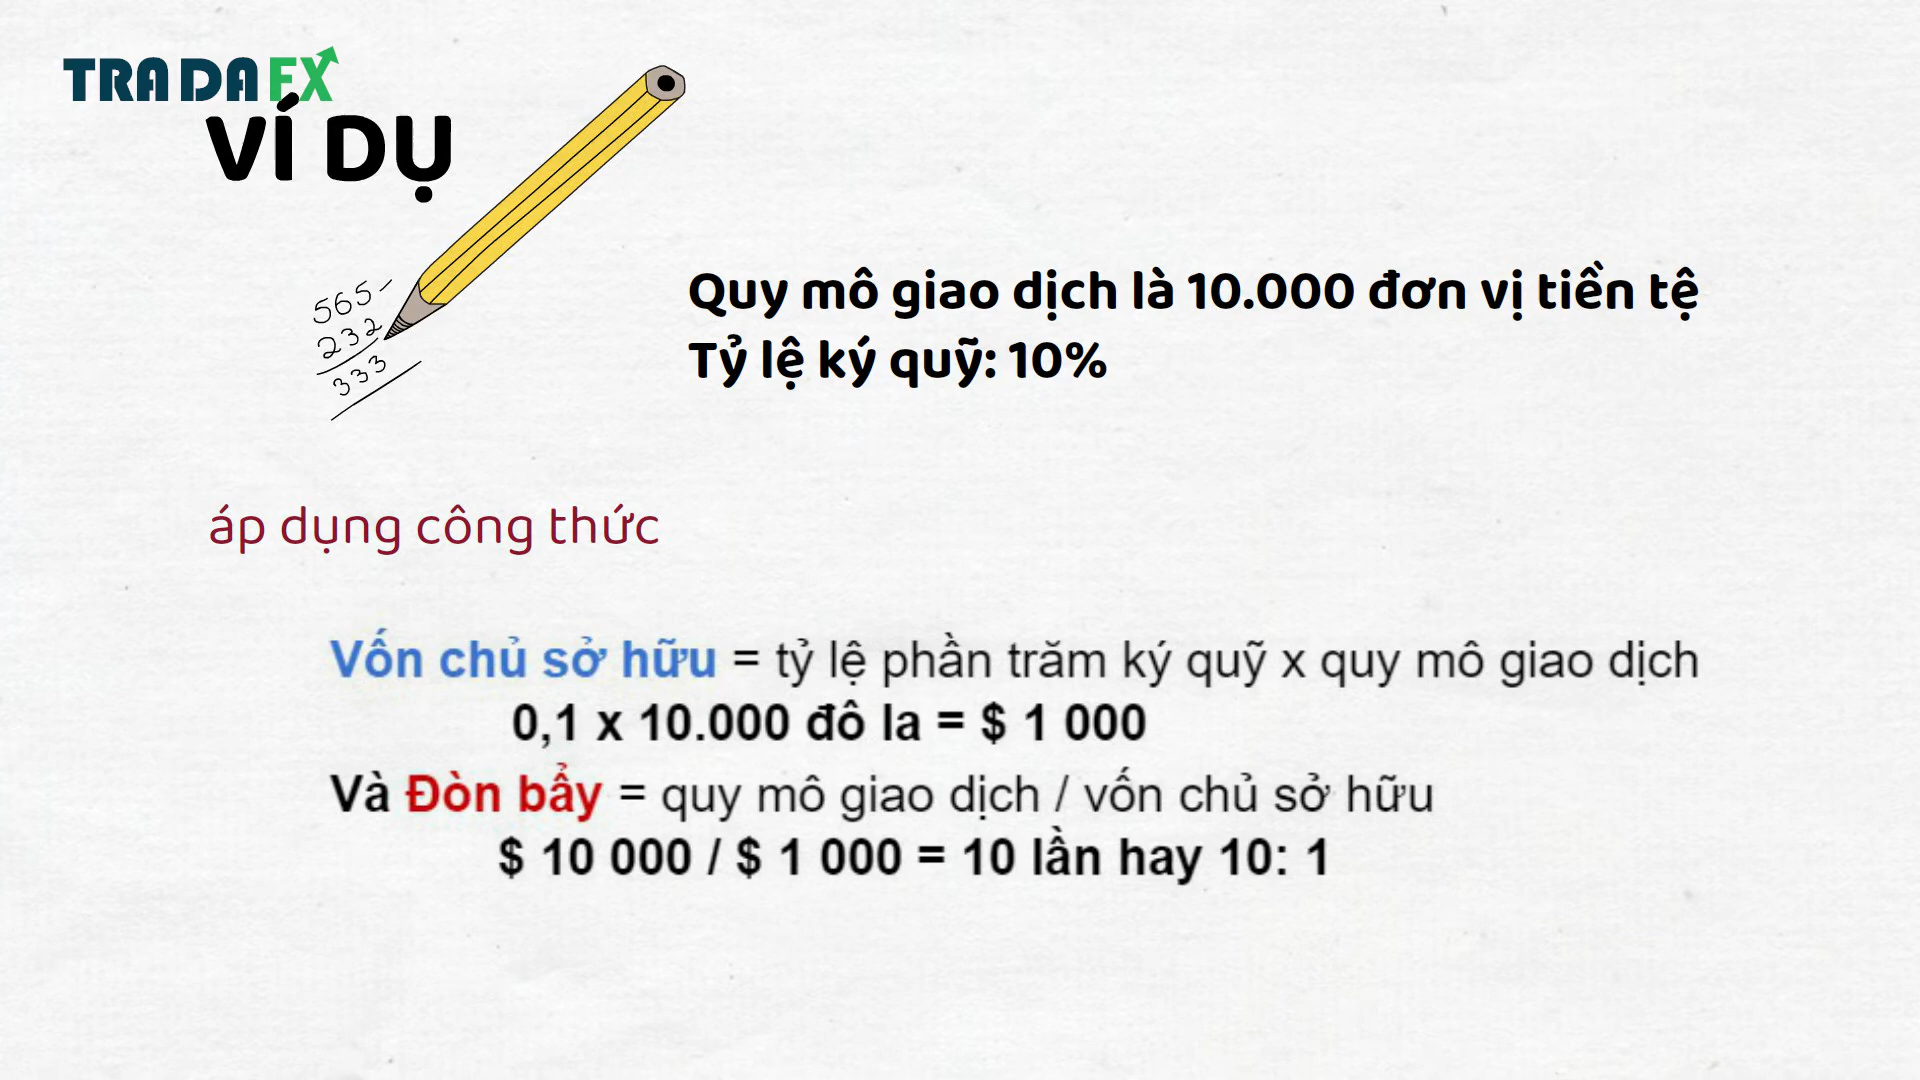 TRADAFX
VÍ DỤ
565-
232
333
Quy mô giao dịch là 10.000 đơn vị tiền tệ
Tỷ lệ ký quỹ: 10%
áp dụng công thức
Vốn chủ sở hữu = tỷ lệ phần trăm ký quỹ x quy mô giao dịch
0,1 x 10.000 đô la = $ 1 000
Và Đòn bẩy = quy mô giao dịch / vốn chủ sở hữu
$ 10 000 / $ 1 000 = 10 lần hay 10: 1